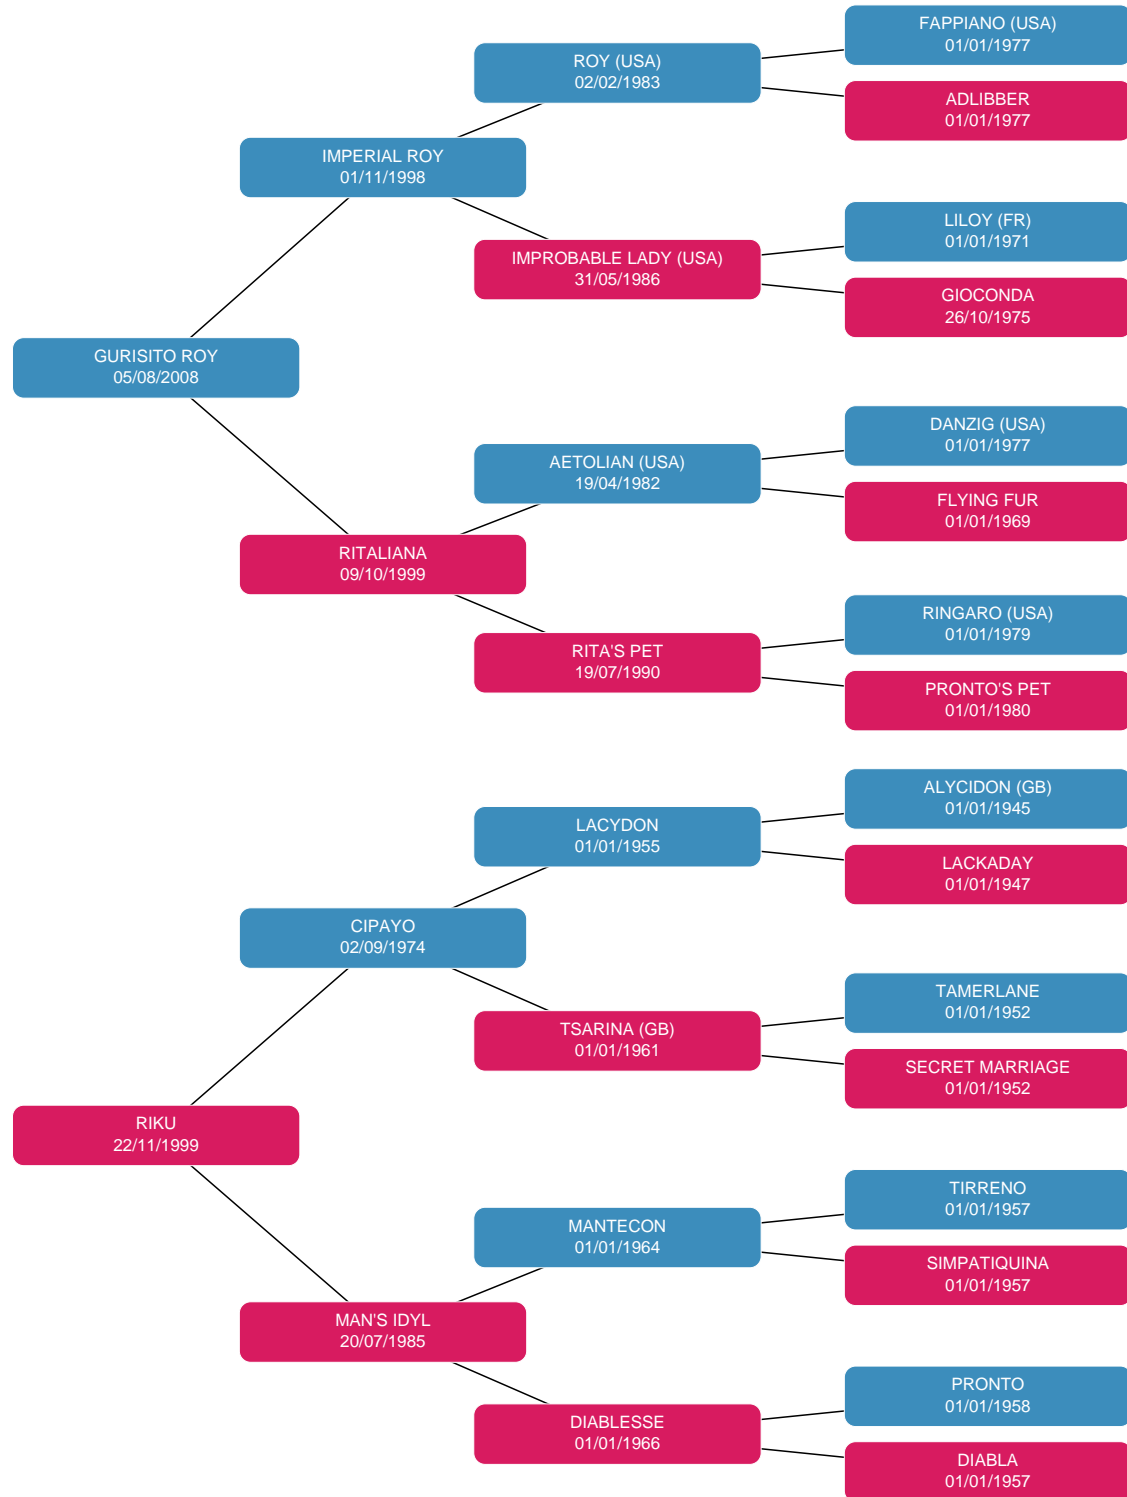 FAPPIANO (USA)
01/01/1977
ROY (USA)
02/02/1983
ADLIBBER
01/01/1977
IMPERIAL ROY
01/11/1998
LILOY (FR)
01/01/1971
IMPROBABLE LADY (USA)
31/05/1986
GIOCONDA
26/10/1975
GURISITO ROY
05/08/2008
DANZIG (USA)
01/01/1977
AETOLIAN (USA)
19/04/1982
FLYING FUR
01/01/1969
RITALIANA
09/10/1999
RINGARO (USA)
01/01/1979
RITA'S PET
19/07/1990
PRONTO'S PET
01/01/1980
ALYCIDON (GB)
01/01/1945
LACYDON
01/01/1955
LACKADAY
01/01/1947
CIPAYO
02/09/1974
TAMERLANE
01/01/1952
TSARINA (GB)
01/01/1961
SECRET MARRIAGE
01/01/1952
RIKU
22/11/1999
TIRRENO
01/01/1957
MANTECON
01/01/1964
SIMPATIQUINA
01/01/1957
MAN'S IDYL
20/07/1985
PRONTO
01/01/1958
DIABLESSE
01/01/1966
DIABLA
01/01/1957